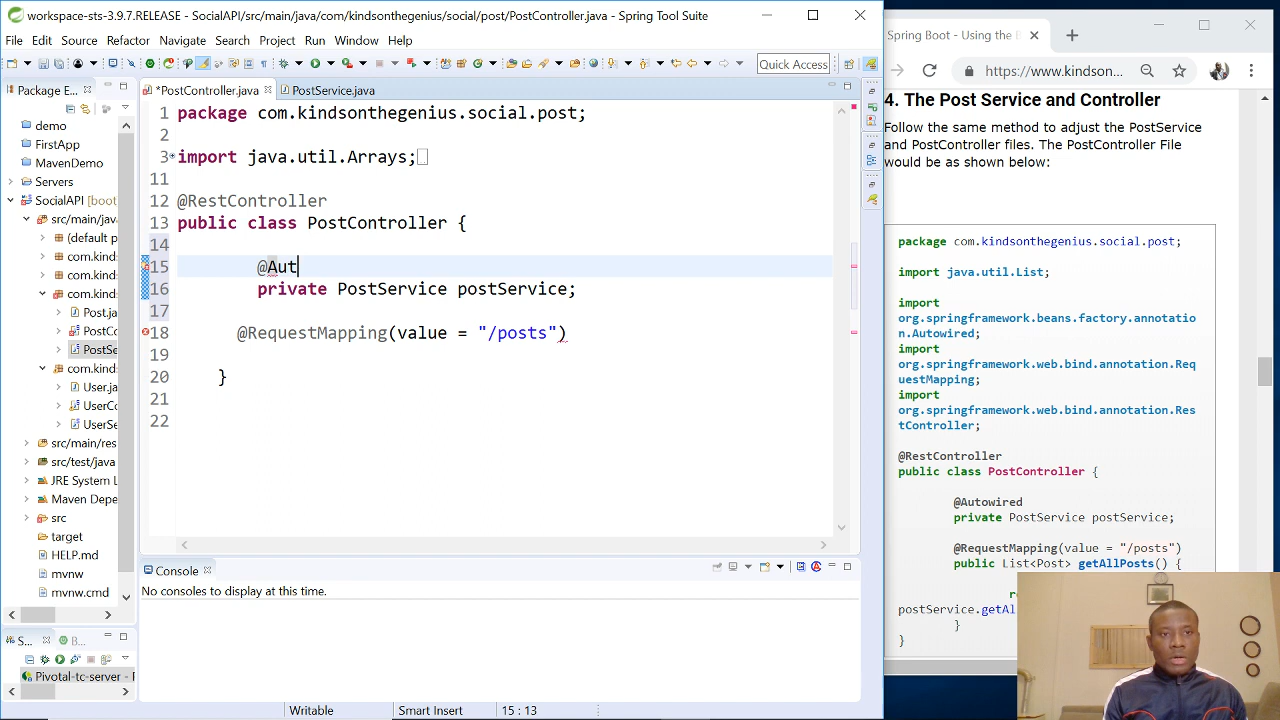 workspace-sts-3.9.7.RELEASE - SocialAPI/src/main/java/com/kindsonthegenius/social/post/PostController.java - Spring Tool Suite
File Edit Source Refactor Navigate Search Project Run Window Help
Quick Access
Package E...
demo
FirstApp
MavenDemo
Servers
SocialAPI [boot
src/main/java
(default p
com.kind
com.kind
com.kind
Post.ja
PostC
PostS
com.kind
User.ja
UserCo
UserSe
src/main/res
src/test/java
JRE System L
Maven Depe
src
target
HELP.md
mvnw
mvnw.cmd
S...
B...
Pivotal-tc-server -
*PostController.java
PostService.java
1 package com.kindsonthegenius.social.post;
2
3 import java.util.Arrays;
11
12 @RestController
13 public class PostController {
14
15 @Aut
16 private PostService postService;
17
18 @RequestMapping(value = "/posts")
19
20 }
21
22
Console
No consoles to display at this time.
Writable Smart Insert 15 : 13
Spring Boot - Using the
https://www.kindson...
4. The Post Service and Controller
Follow the same method to adjust the PostService
and PostController files. The PostController File
would be as shown below:
package com.kindsonthegenius.social.post;
import java.util.List;
import
org.springframework.beans.factory.annotatio
n.Autowired;
import
org.springframework.web.bind.annotation.Req
uestMapping;
import
org.springframework.web.bind.annotation.Res
tController;
@RestController
public class PostController {
@Autowired
private PostService postService;
@RequestMapping(value = "/posts")
public List<Post> getAllPosts() {
postService.getAl
}
}